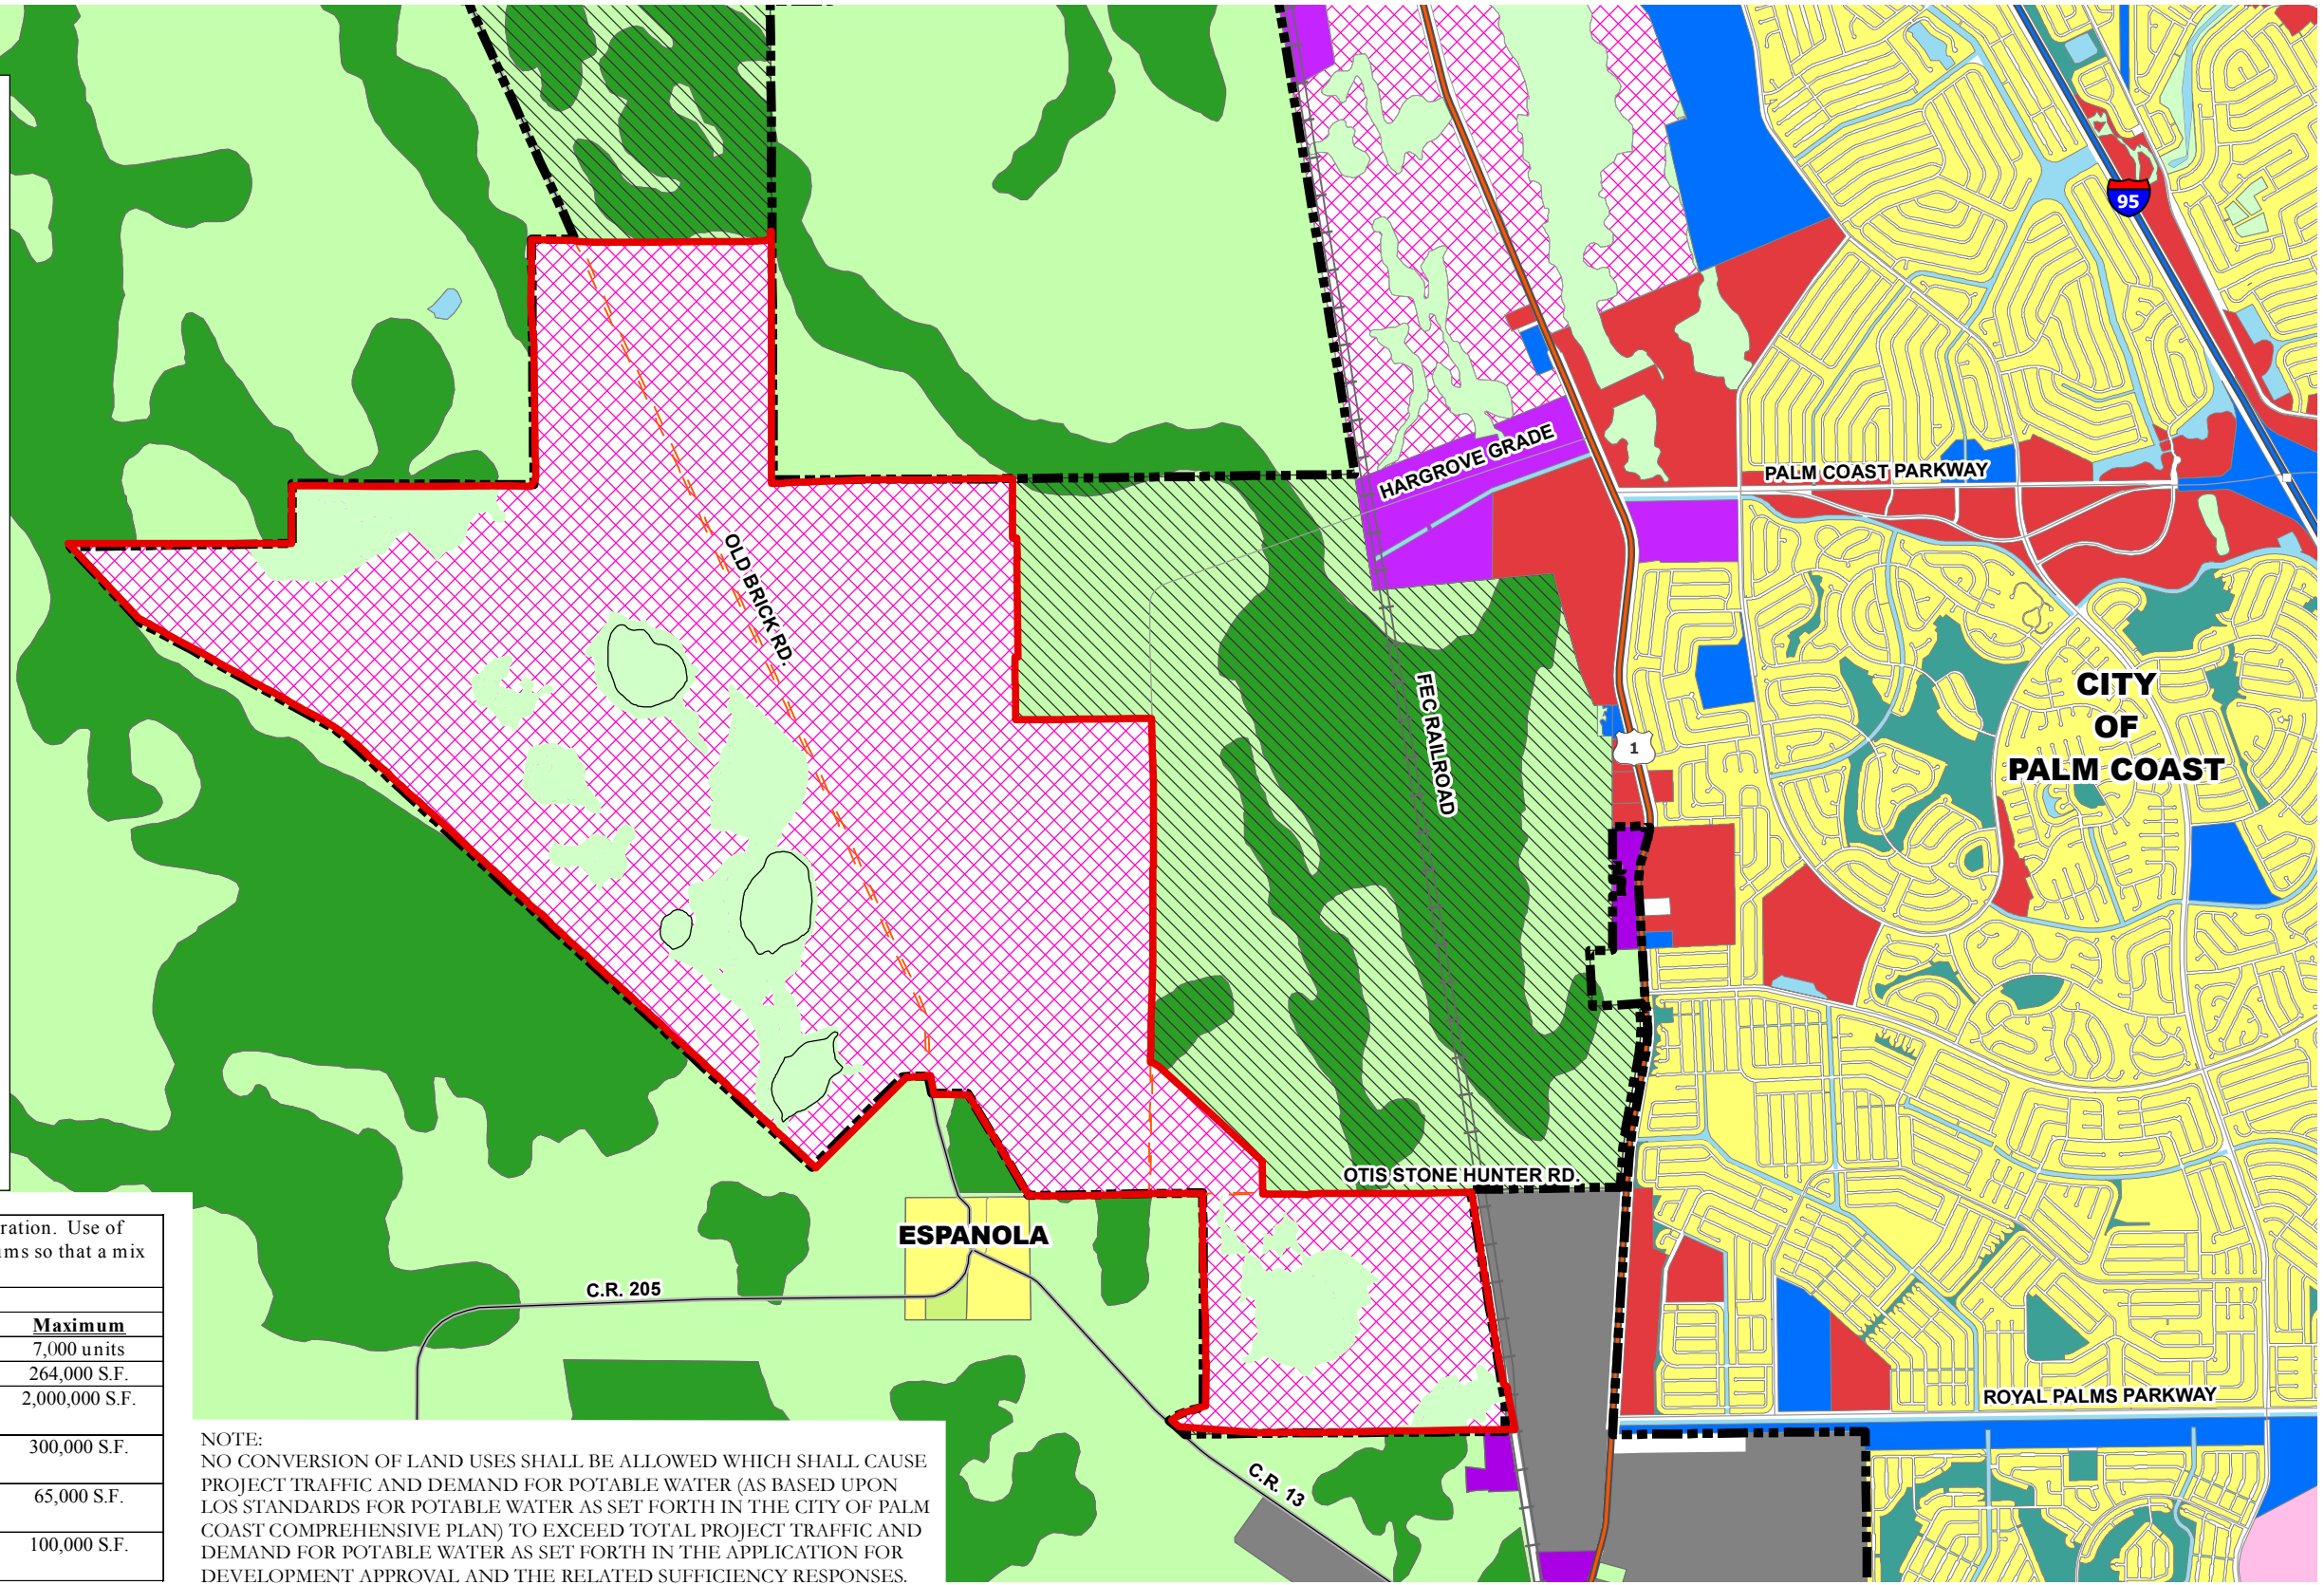 95
HARGROVE GRADE
PALM COAST PARKWAY
OLD BRICK RD.
FEC RAILROAD
CITY
OF
PALM COAST
1
OTIS STONE HUNTER RD.
ESPANOLA
C.R. 205
ROYAL PALMS PARKWAY
C.R. 13
ration. Use of
ms so that a mix
Maximum
7,000 units
264,000 S.F.
2,000,000 S.F.
300,000 S.F.
65,000 S.F.
100,000 S.F.
NOTE:
NO CONVERSION OF LAND USES SHALL BE ALLOWED WHICH SHALL CAUSE
PROJECT TRAFFIC AND DEMAND FOR POTABLE WATER (AS BASED UPON
LOS STANDARDS FOR POTABLE WATER AS SET FORTH IN THE CITY OF PALM
COAST COMPREHENSIVE PLAN) TO EXCEED TOTAL PROJECT TRAFFIC AND
DEMAND FOR POTABLE WATER AS SET FORTH IN THE APPLICATION FOR
DEVELOPMENT APPROVAL AND THE RELATED SUFFICIENCY RESPONSES.